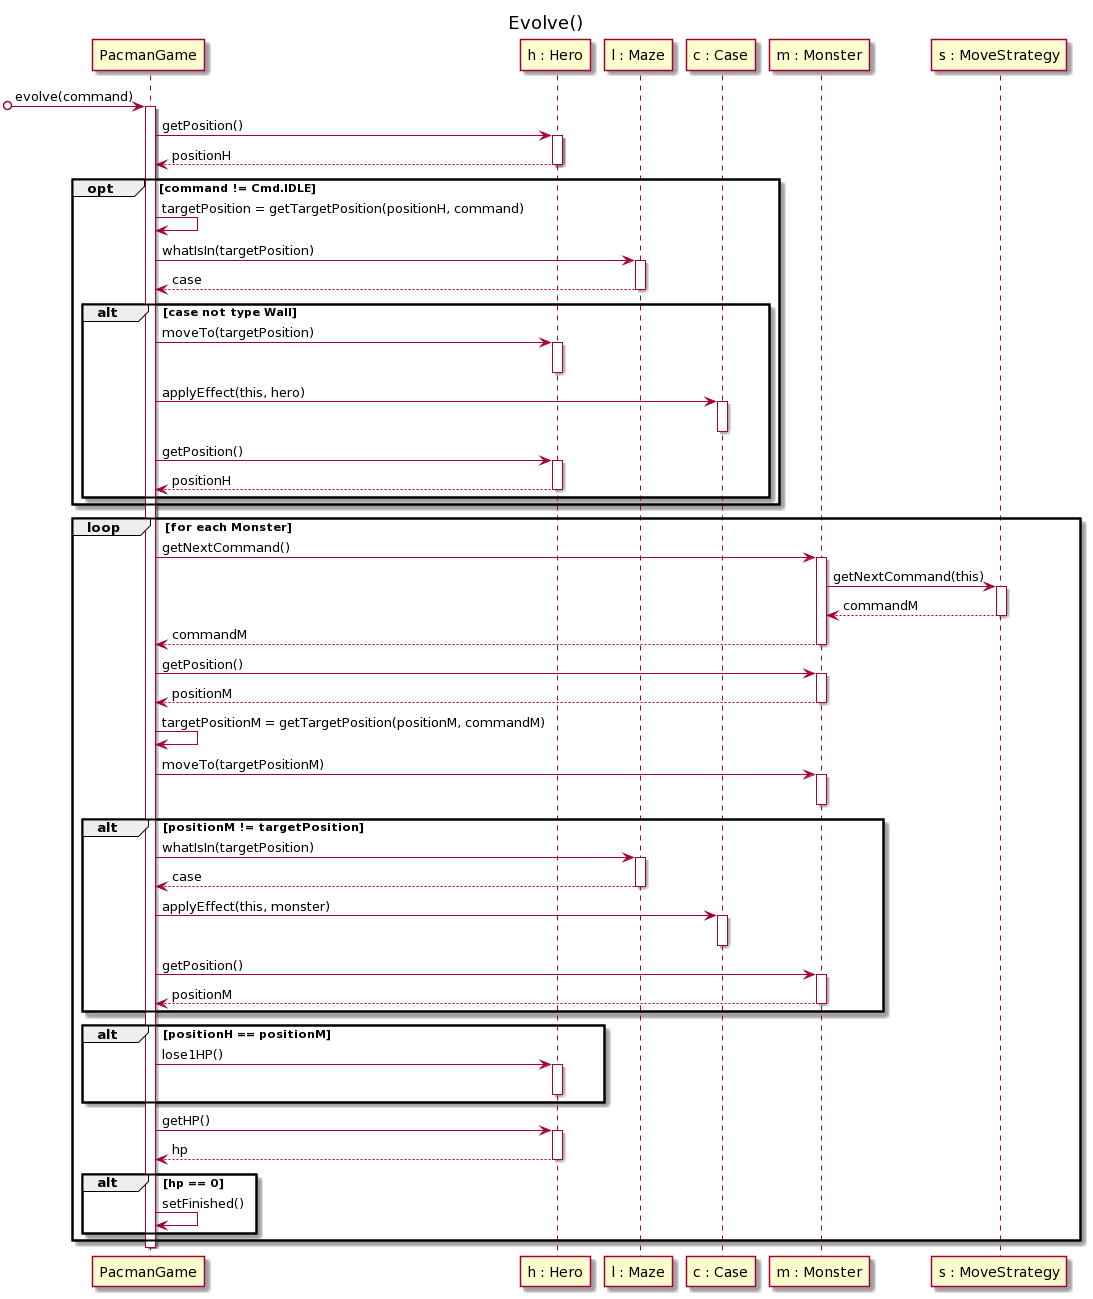 Evolve()
PacmanGame
h : Hero
l : Maze
c : Case
m : Monster
s : MoveStrategy
evolve(command)
getPosition()
positionH
opt
[command != Cmd.IDLE]
targetPosition = getTargetPosition(positionH, command)
whatIsIn(targetPosition)
case
alt
[case not type Wall]
moveTo(targetPosition)
applyEffect(this, hero)
getPosition()
positionH
loop
[for each Monster]
getNextCommand()
getNextCommand(this)
commandM
commandM
getPosition()
positionM
targetPositionM = getTargetPosition(positionM, commandM)
moveTo(targetPositionM)
alt
[positionM != targetPosition]
whatIsIn(targetPosition)
case
applyEffect(this, monster)
getPosition()
positionM
alt
[positionH == positionM]
lose1HP()
getHP()
hp
alt
[hp == 0]
setFinished()
PacmanGame
h : Hero
l : Maze
c : Case
m : Monster
s : MoveStrategy